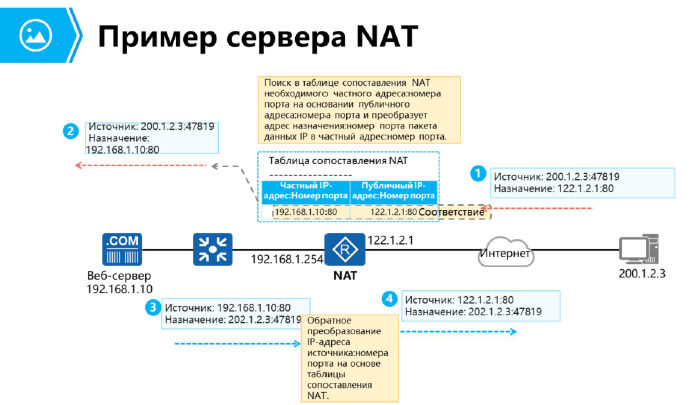 Пример сервера NAT
Поиск в таблице сопоставления NAT
необходимого частного адреса:номера
порта на основании публичного
адреса:номера порта и преобразует
адрес назначения:номер порта пакета
данных IP в частный адрес:номер порта.
2
Источник: 200.1.2.3:47819
Назначение:
192.168.1.10:80
Таблица сопоставления NAT
Частный IP-
адрес:Номер порта
Публичный IP-
адрес:Номер порта
192.168.1.10:80
122.1.2.1:80
Соответствие
1
Источник: 200.1.2.3:47819
Назначение: 122.1.2.1:80
.COM
Веб-сервер
192.168.1.10
192.168.1.254
R
NAT
122.1.2.1
Интернет
200.1.2.3
3
Источник: 192.168.1.10:80
Назначение: 202.1.2.3:47819
Обратное
преобразование
IP-адреса
источника:номера
порта на основе
таблицы
сопоставления
NAT.
4
Источник: 122.1.2.1:80
Назначение: 202.1.2.3:47819